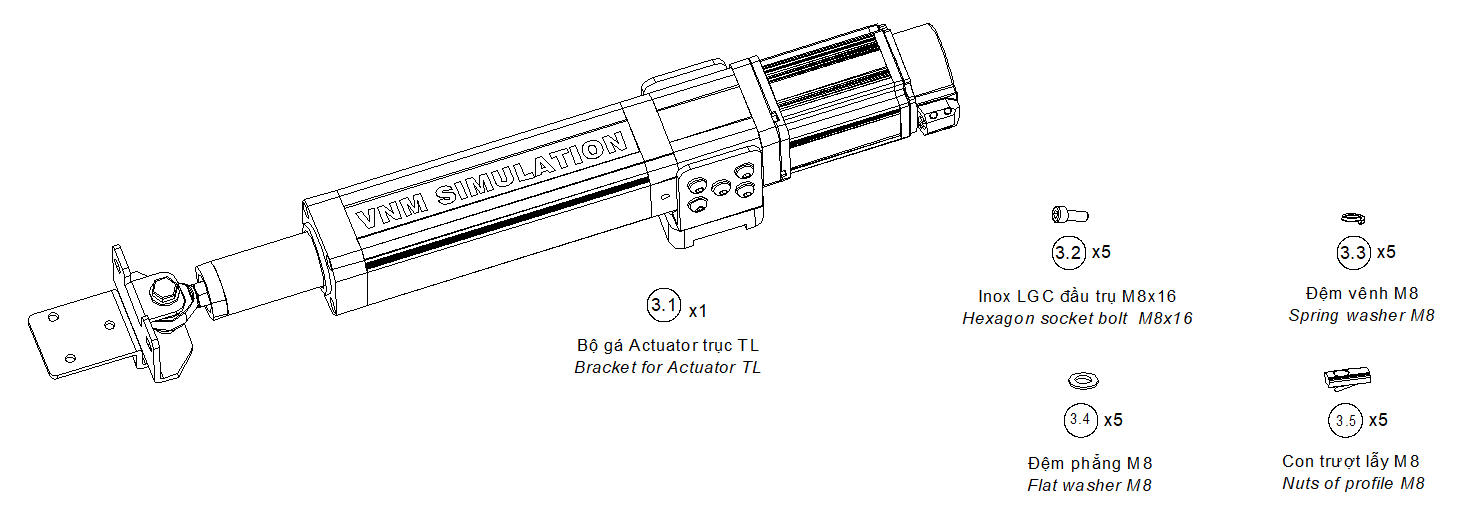 VNM SIMULATION
3.1 x1
Bộ gá Actuator trục TL
Bracket for Actuator TL
3.2 x5
Inox LGC đầu trụ M8x16
Hexagon socket bolt M8x16
3.3 x5
Đệm vênh M8
Spring washer M8
3.4 x5
Đệm phẳng M8
Flat washer M8
3.5 x5
Con trượt lẫy M8
Nuts of profile M8